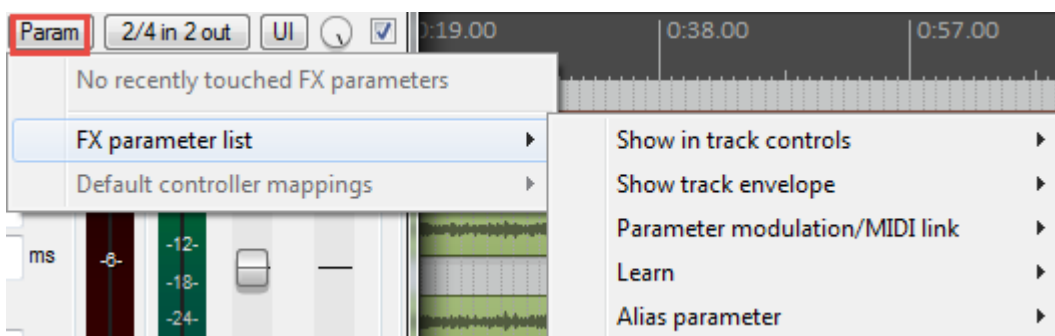 Param 2/4 in 2 out UI 0:19.00 0:38.00 0:57.00
No recently touched FX parameters
FX parameter list
Default controller mappings
Show in track controls
Show track envelope
Parameter modulation/MIDI link
Learn
Alias parameter
ms -6- -12-
-18-
-24-